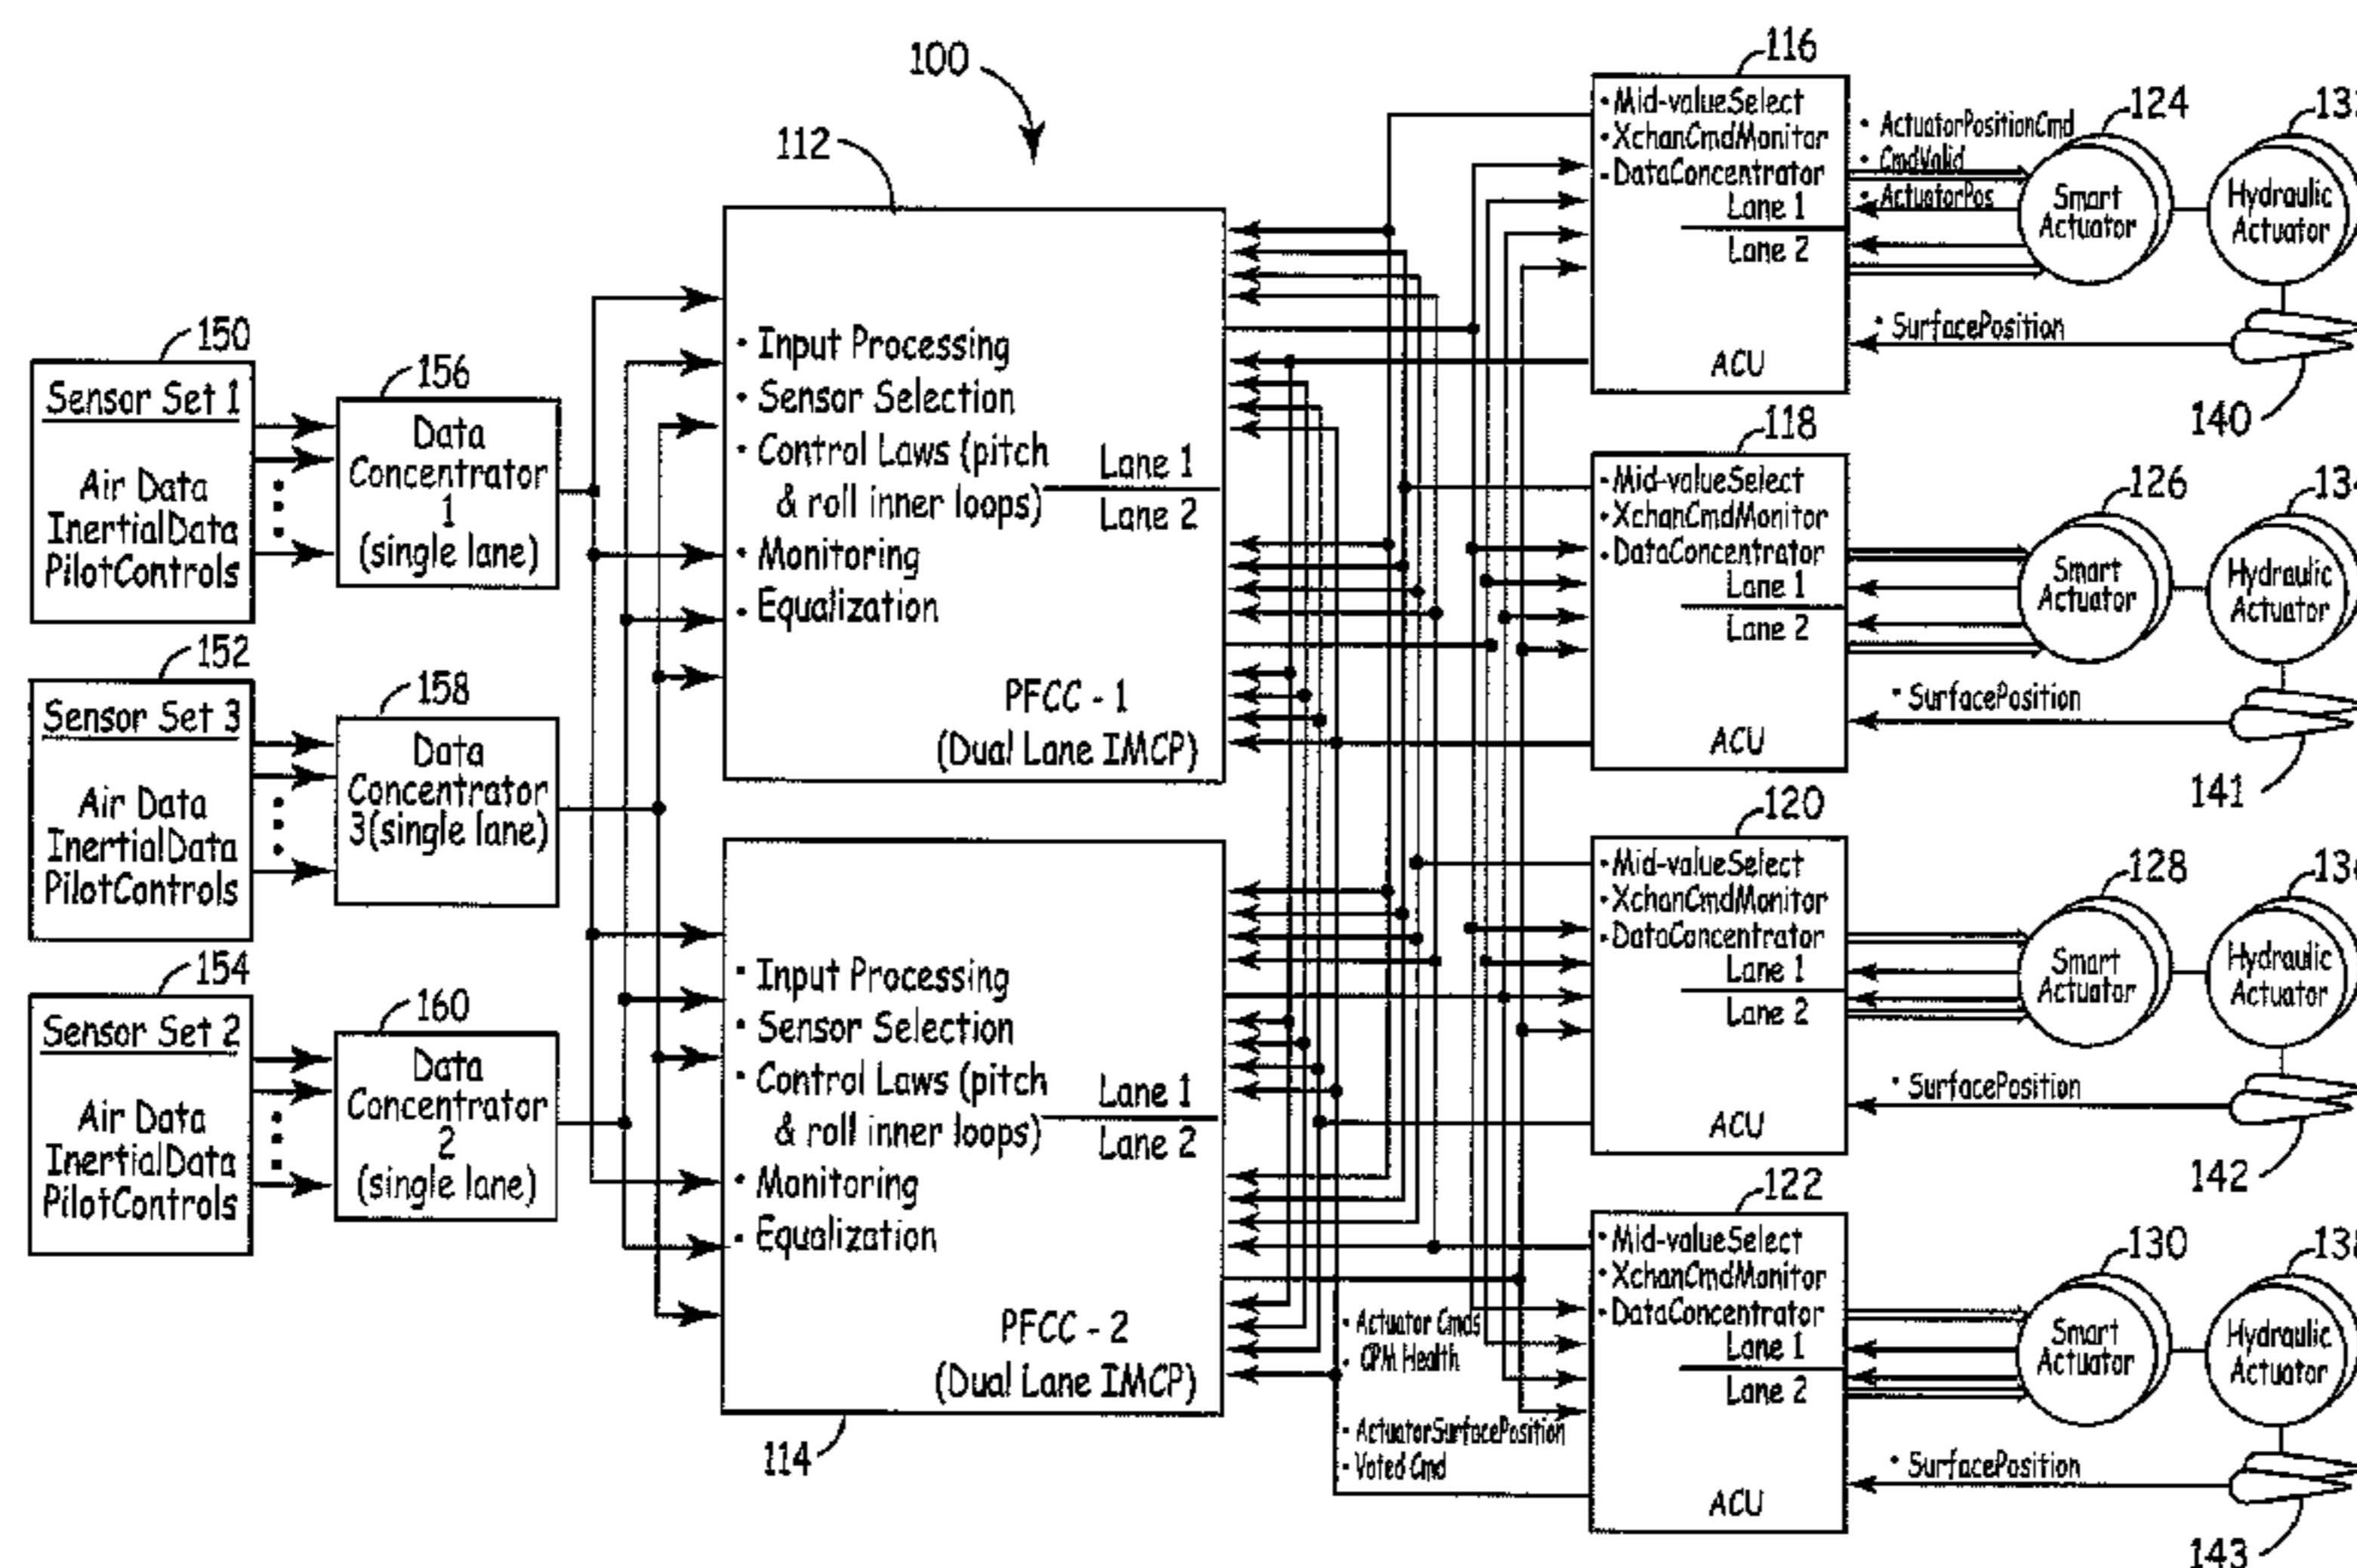 100
112
150
Sensor Set 1
Air Data
InertialData
PilotControls
156
Data
Concentrator
1
(single lane)
152
Sensor Set 3
Air Data
InertialData
PilotControls
158
Data
Concentrator
3(single lane)
154
Sensor Set 2
Air Data
InertialData
PilotControls
160
Data
Concentrator
2
(single lane)
• Input Processing
• Sensor Selection
• Control Laws (pitch
& roll inner loops)
Lane 1
Lane 2
• Monitoring
• Equalization
PFCC - 1
(Dual Lane IMCP)
• Input Processing
• Sensor Selection
• Control Laws (pitch
& roll inner loops)
Lane 1
Lane 2
• Monitoring
• Equalization
PFCC - 2
(Dual Lane IMCP)
114
• Actuator Cmds
• CPM Health
• ActuatorSurfacePosition
• Voted Cmd
116
• Mid-valueSelect
• XchanCmdMonitor
• DataConcentrator
Lane 1
Lane 2
ACU
• ActuatorPositionCmd
• CmdValid
• ActuatorPos
• SurfacePosition
124
Smart
Actuator
Hydraulic
Actuator
140
118
• Mid-valueSelect
• XchanCmdMonitor
• DataConcentrator
Lane 1
Lane 2
ACU
• SurfacePosition
126
Smart
Actuator
Hydraulic
Actuator
141
120
• Mid-valueSelect
• XchanCmdMonitor
• DataConcentrator
Lane 1
Lane 2
ACU
• SurfacePosition
128
Smart
Actuator
Hydraulic
Actuator
142
122
• Mid-valueSelect
• XchanCmdMonitor
• DataConcentrator
Lane 1
Lane 2
ACU
• SurfacePosition
130
Smart
Actuator
Hydraulic
Actuator
143